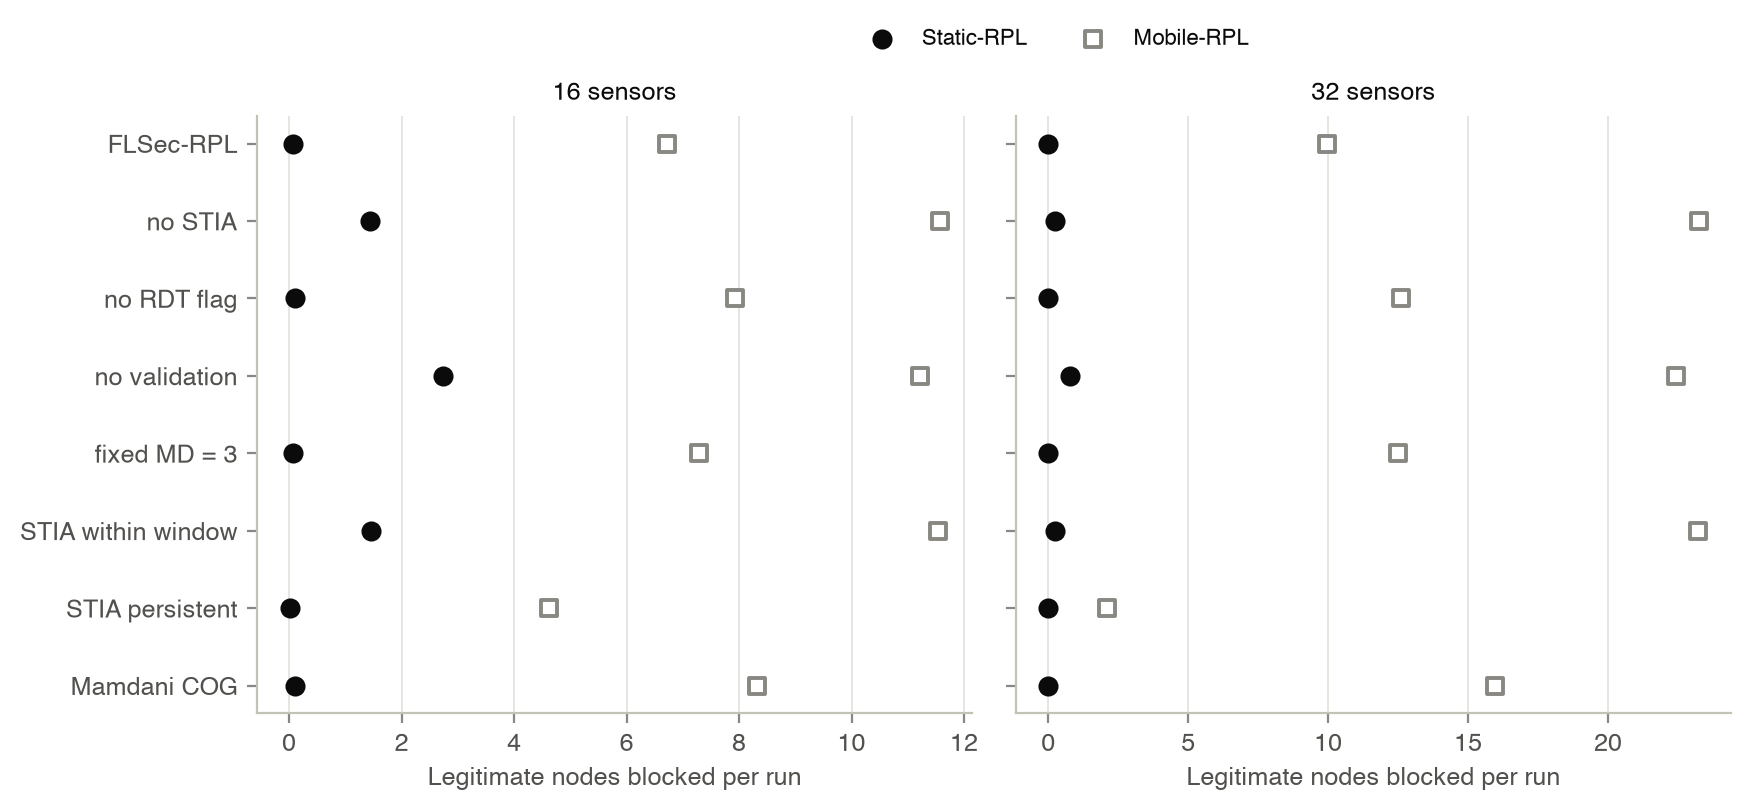 Static-RPL Mobile-RPL
16 sensors 32 sensors
FLSec-RPL
no STIA
no RDT flag
no validation
fixed MD = 3
STIA within window
STIA persistent
Mamdani COG
0 2 4 6 8 10 12 0 5 10 15 20
Legitimate nodes blocked per run Legitimate nodes blocked per run